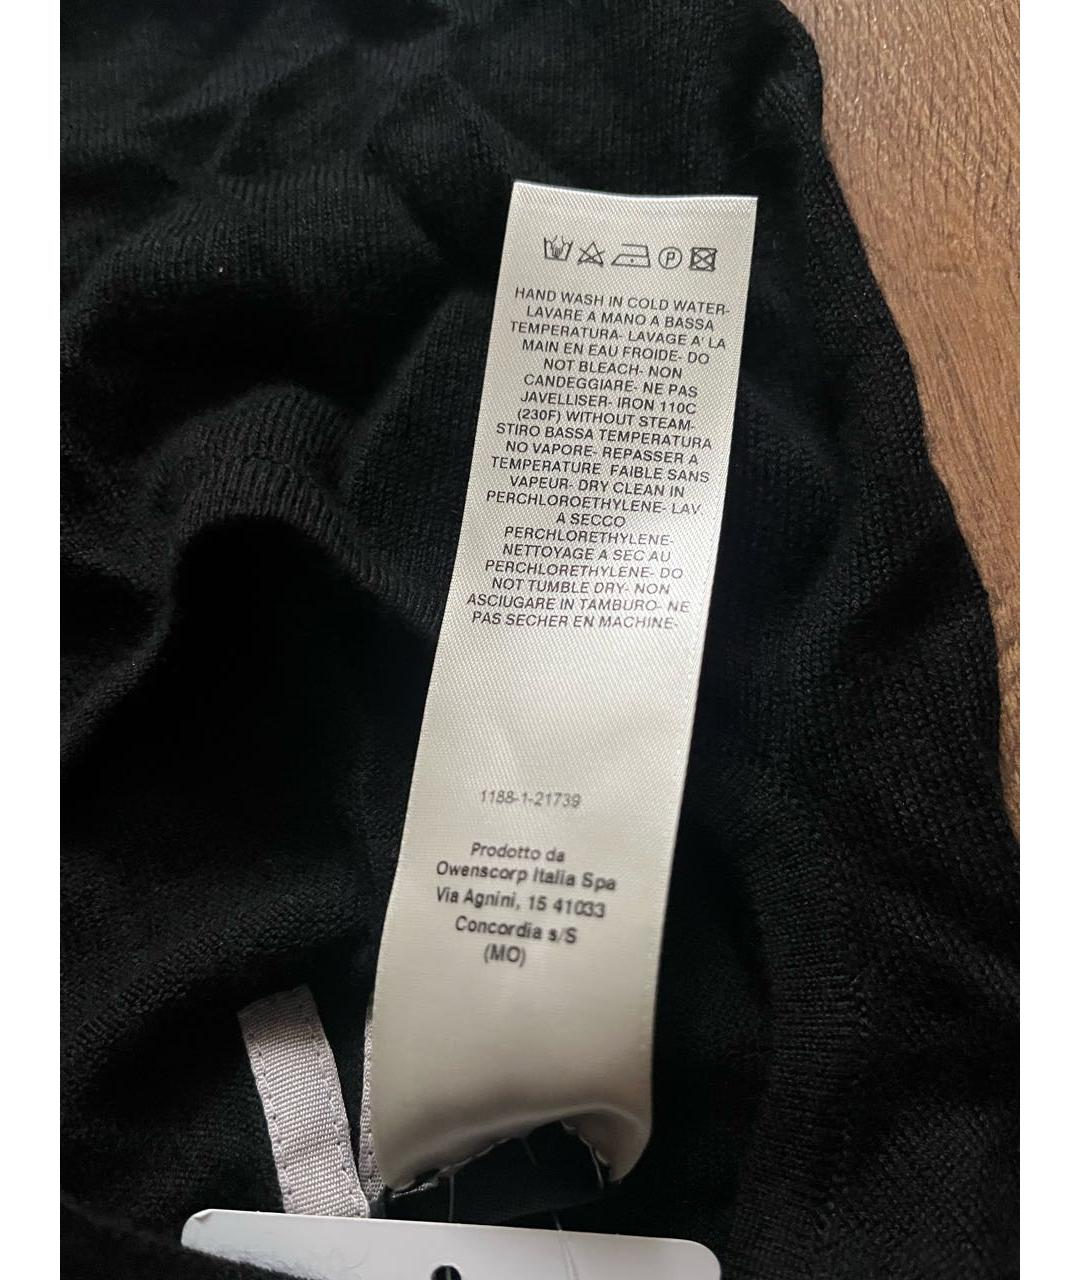 P
HAND WASH IN COLD WATER-
LAVARE A MANO A BASSA
TEMPERATURA- LAVAGE A' LA
MAIN EN EAU FROIDE- DO
NOT BLEACH- NON
CANDEGGIARE- NE PAS
JAVELLISER- IRON 110C
(230F) WITHOUT STEAM-
STIRO BASSA TEMPERATURA
NO VAPORE- REPASSER A
TEMPERATURE FAIBLE SANS
VAPEUR- DRY CLEAN IN
PERCHLOROETHYLENE- LAV
A SECCO
PERCHLORETHYLENE-
NETTOYAGE A SEC AU
PERCHLORETHYLENE- DO
NOT TUMBLE DRY- NON
ASCIUGARE IN TAMBURO- NE
PAS SECHER EN MACHINE-
1188-1-21739
Prodotto da
Owenscorp Italia Spa
Via Agnini, 15 41033
Concordia s/S
(MO)